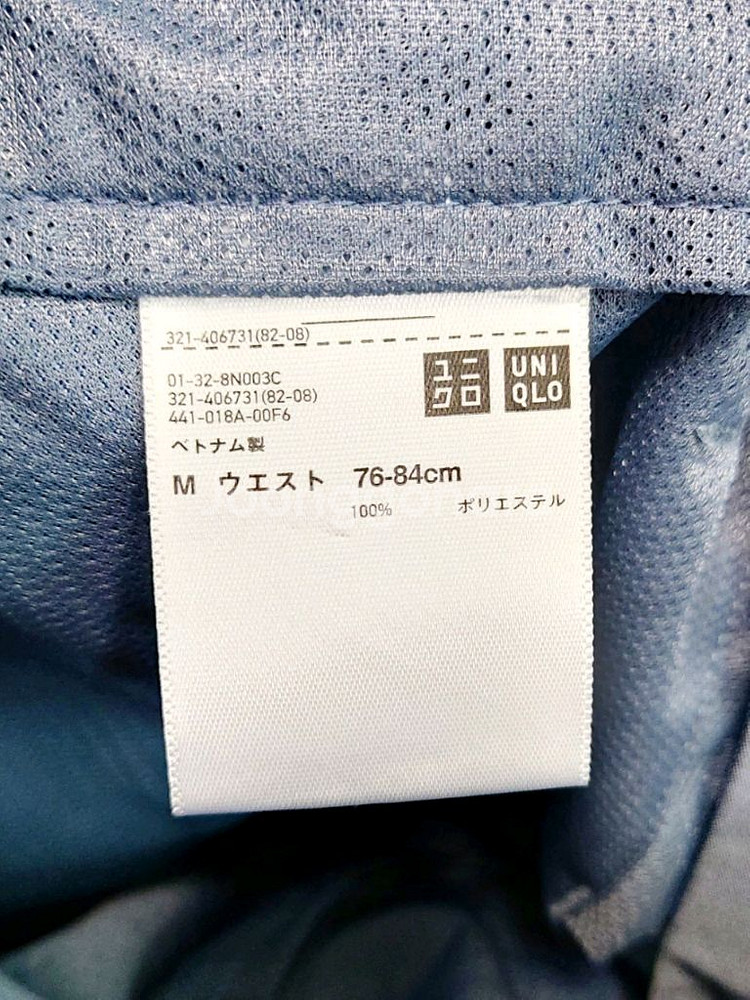 321-406731(82-08)
ユニクロ
UNIQLO
01-32-8N003C
321-406731(82-08)
441-018A-00F6
ベトナム製
M ウエスト 76-84cm
100% ポリエステル